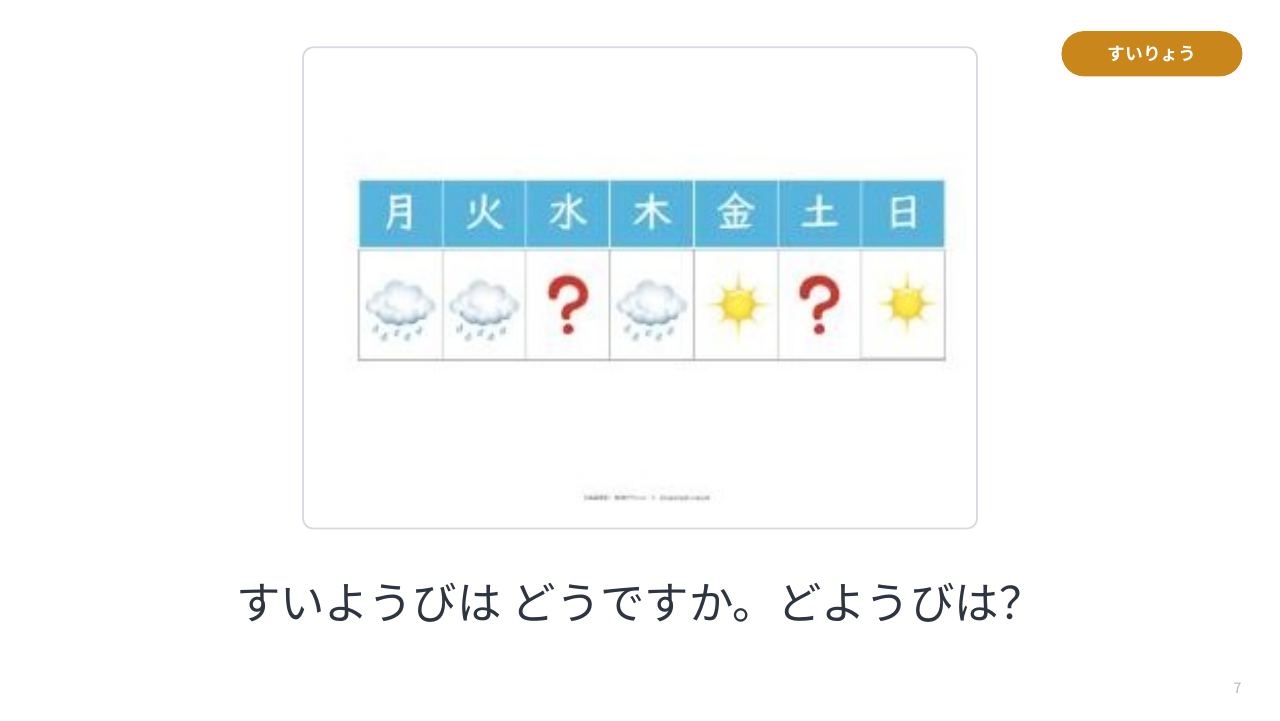 すいりょう
月 火 水 木 金 土 日
? ?
すいようびは どうですか。どようびは?
7